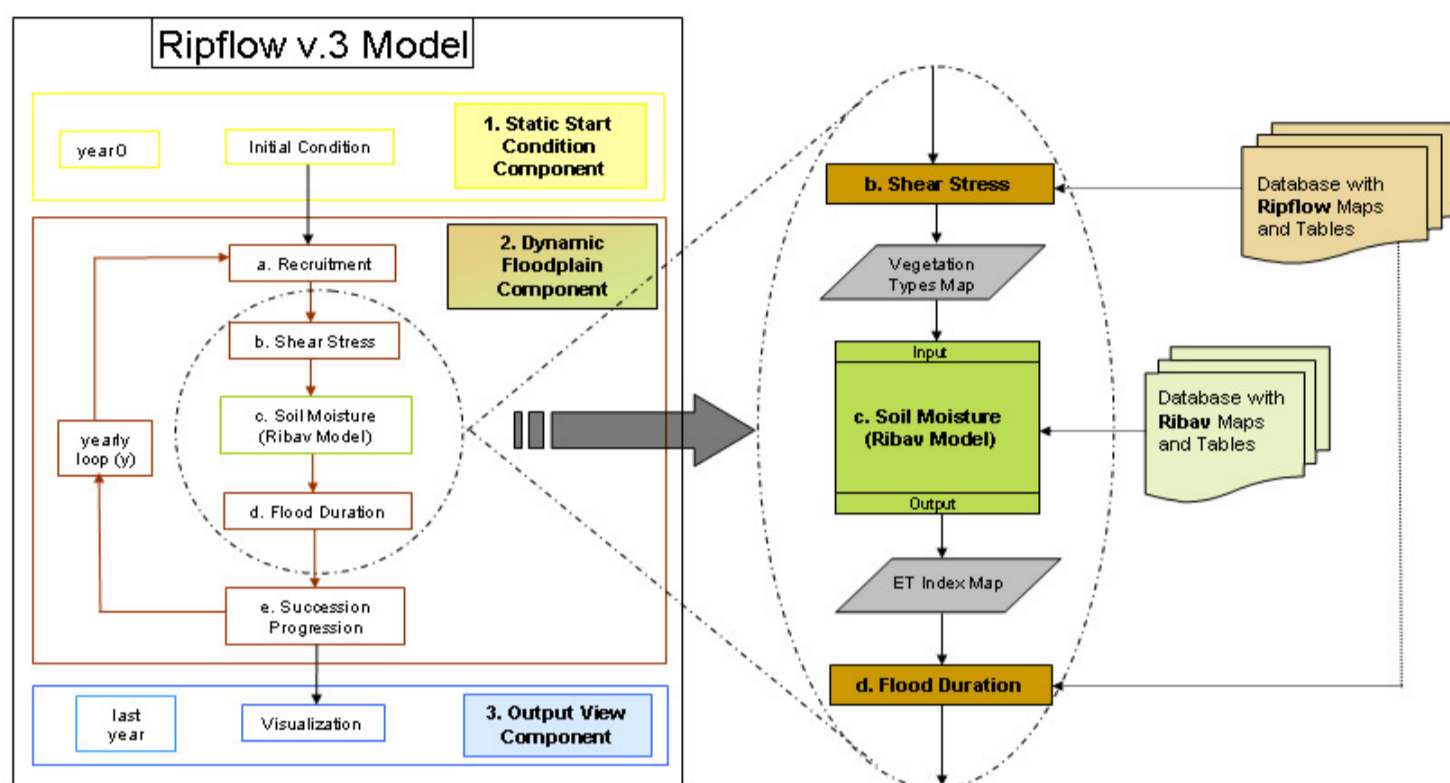 Ripflow v.3 Model
1. Static Start
Condition
Component
year0
Initial Condition
2. Dynamic
Floodplain
Component
a. Recruitment
b. Shear Stress
c. Soil Moisture
(Ribav Model)
yearly
loop (y)
d. Flood Duration
e. Succession
Progression
last
year
Visualization
3. Output View
Component
b. Shear Stress
Database with
Ripflow Maps
and Tables
Vegetation
Types Map
Input
c. Soil Moisture
(Ribav Model)
Output
Database with
Ribav Maps
and Tables
ET Index Map
d. Flood Duration